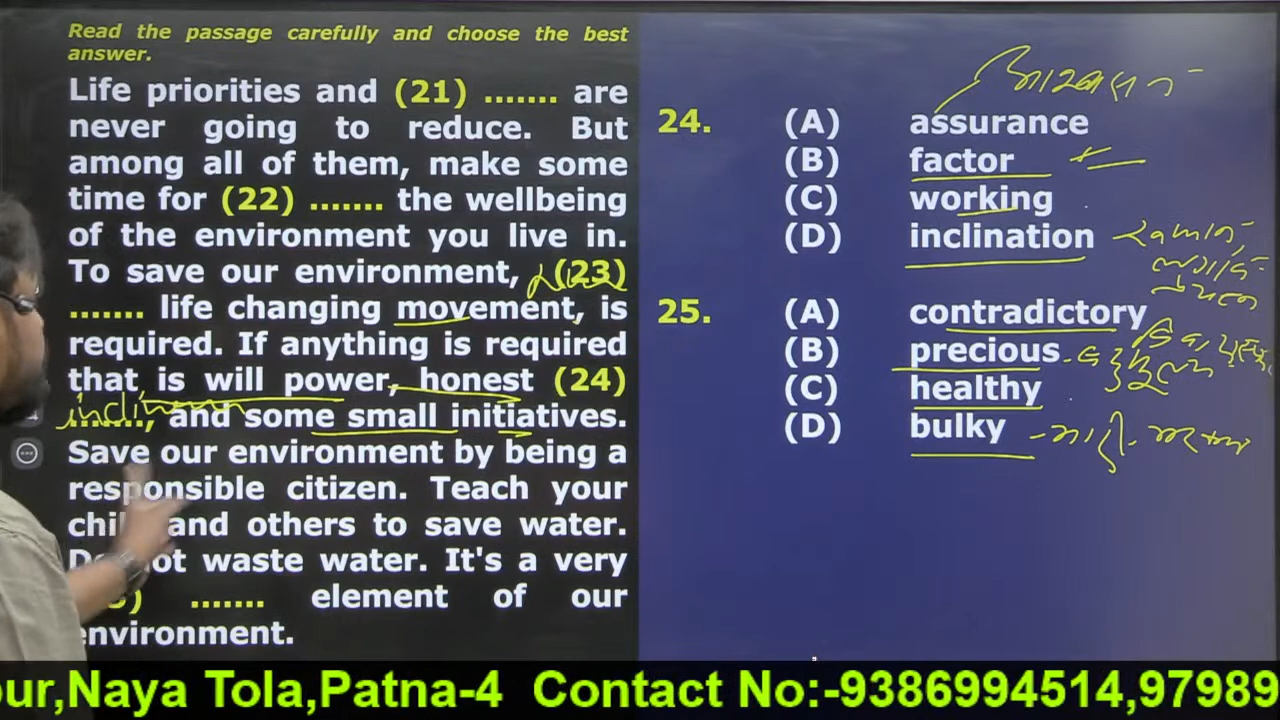 Read the passage carefully and choose the best
answer.
Life priorities and (21) ....... are
never going to reduce. But
among all of them, make some
time for (22) ....... the wellbeing
of the environment you live in.
To save our environment, (23)
....... life changing movement, is
required. If anything is required
that is will power, honest (24)
......., and some small initiatives.
Save our environment by being a
responsible citizen. Teach your
and others to save water.
waste water. It's a very
....... element of our
environment.
24. (A) assurance
(B) factor
(C) working
(D) inclination
25. (A) contradictory
(B) precious
(C) healthy
(D) bulky
our,Naya Tola,Patna-4 Contact No:-9386994514,97989